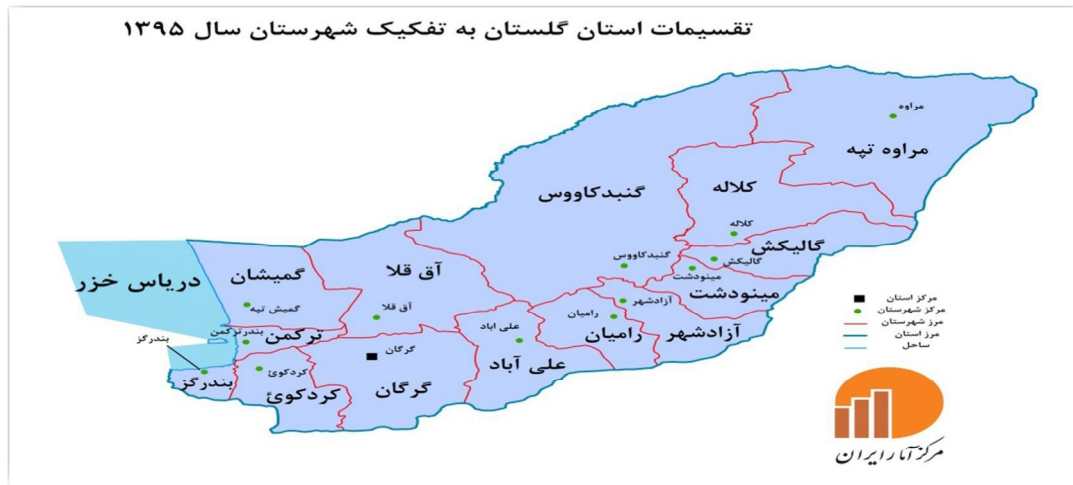 تقسیمات استان گلستان به تفکیک شهرستان سال ۱۳۹۵
مراوه
مراوه تپه
کلاله
گنبدکاووس
کلاله
گالیکش
گنبدکاووس
گالیکش
مینودشت
مینودشت
آق قلا
گمیشان
دریاس خزر
گمیش تپه
آق قلا
آزادشهر
رامیان
آزادشهر
رامیان
علی اباد
علی آباد
بندرترکمن
ترکمن
بندرگز
گرگان
گرگان
کردکوئ
کردکوئ
بندرگز
مرکز استان
مرکز شهرستان
مرز شهرستان
مرز استان
ساحل
مرکز آمار ایران